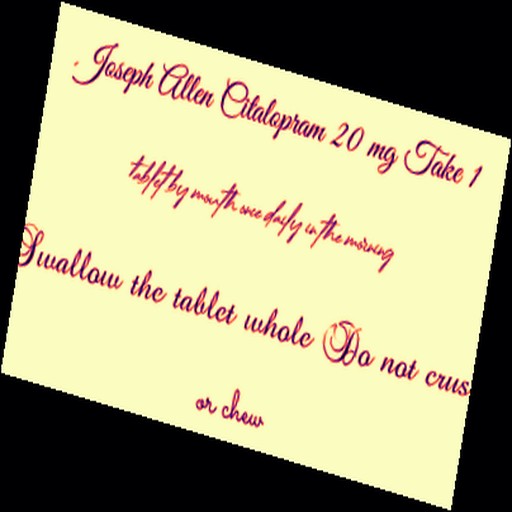 Joseph Allen Citalopram 20 mg Take 1
tablet by mouth once daily in the morning
Swallow the tablet whole Do not crus
or chew